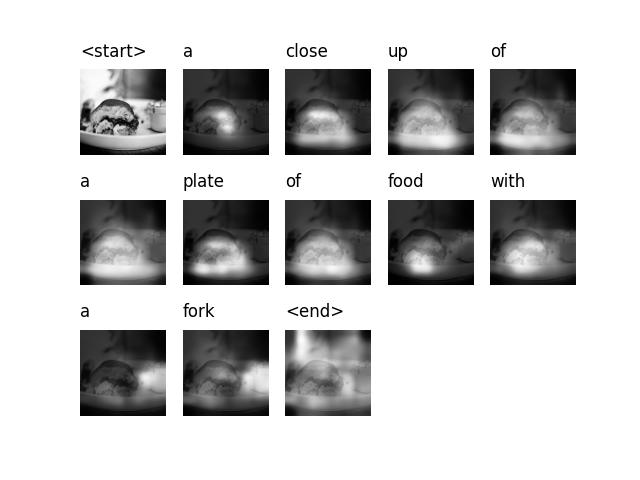 <start> a close up of
a plate of food with
a fork <end>